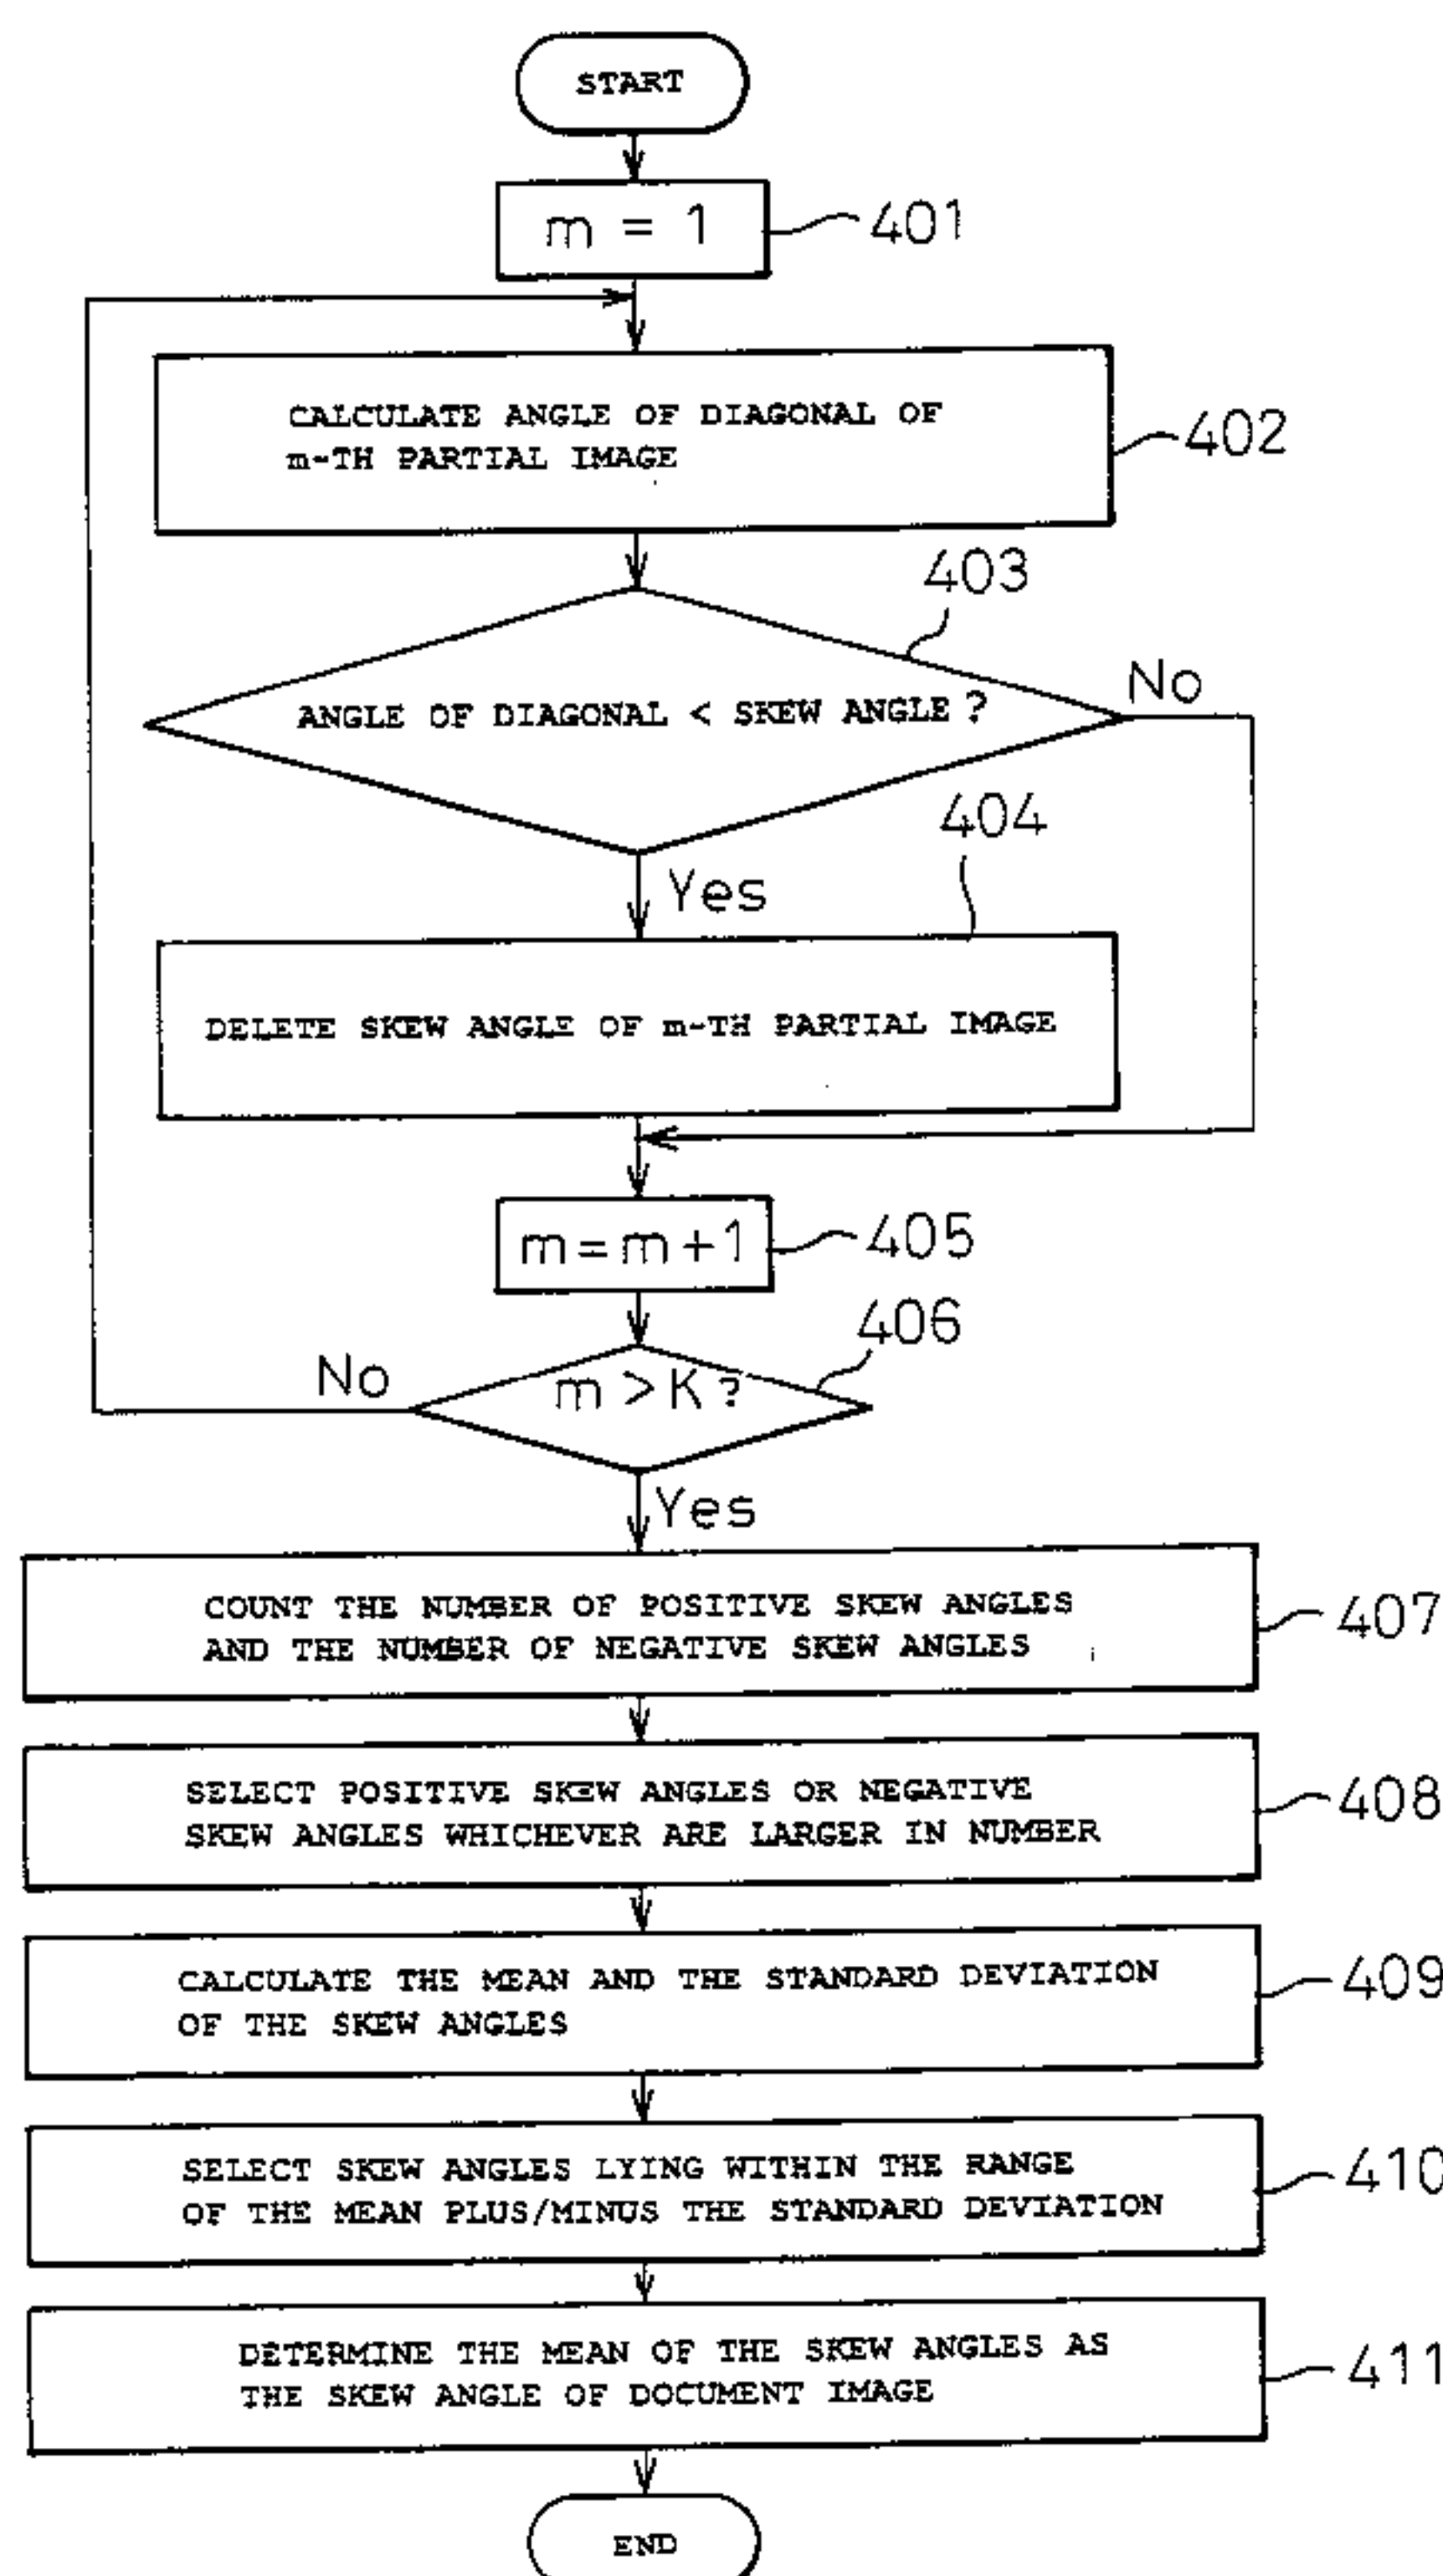 START
m = 1
401
CALCULATE ANGLE OF DIAGONAL OF
m-TH PARTIAL IMAGE
402
403
ANGLE OF DIAGONAL < SKEW ANGLE ?
No
404
Yes
DELETE SKEW ANGLE OF m-TH PARTIAL IMAGE
m = m + 1
405
406
No
m > K ?
Yes
COUNT THE NUMBER OF POSITIVE SKEW ANGLES
AND THE NUMBER OF NEGATIVE SKEW ANGLES
407
SELECT POSITIVE SKEW ANGLES OR NEGATIVE
SKEW ANGLES WHICHEVER ARE LARGER IN NUMBER
408
CALCULATE THE MEAN AND THE STANDARD DEVIATION
OF THE SKEW ANGLES
409
SELECT SKEW ANGLES LYING WITHIN THE RANGE
OF THE MEAN PLUS/MINUS THE STANDARD DEVIATION
410
DETERMINE THE MEAN OF THE SKEW ANGLES AS
THE SKEW ANGLE OF DOCUMENT IMAGE
411
END